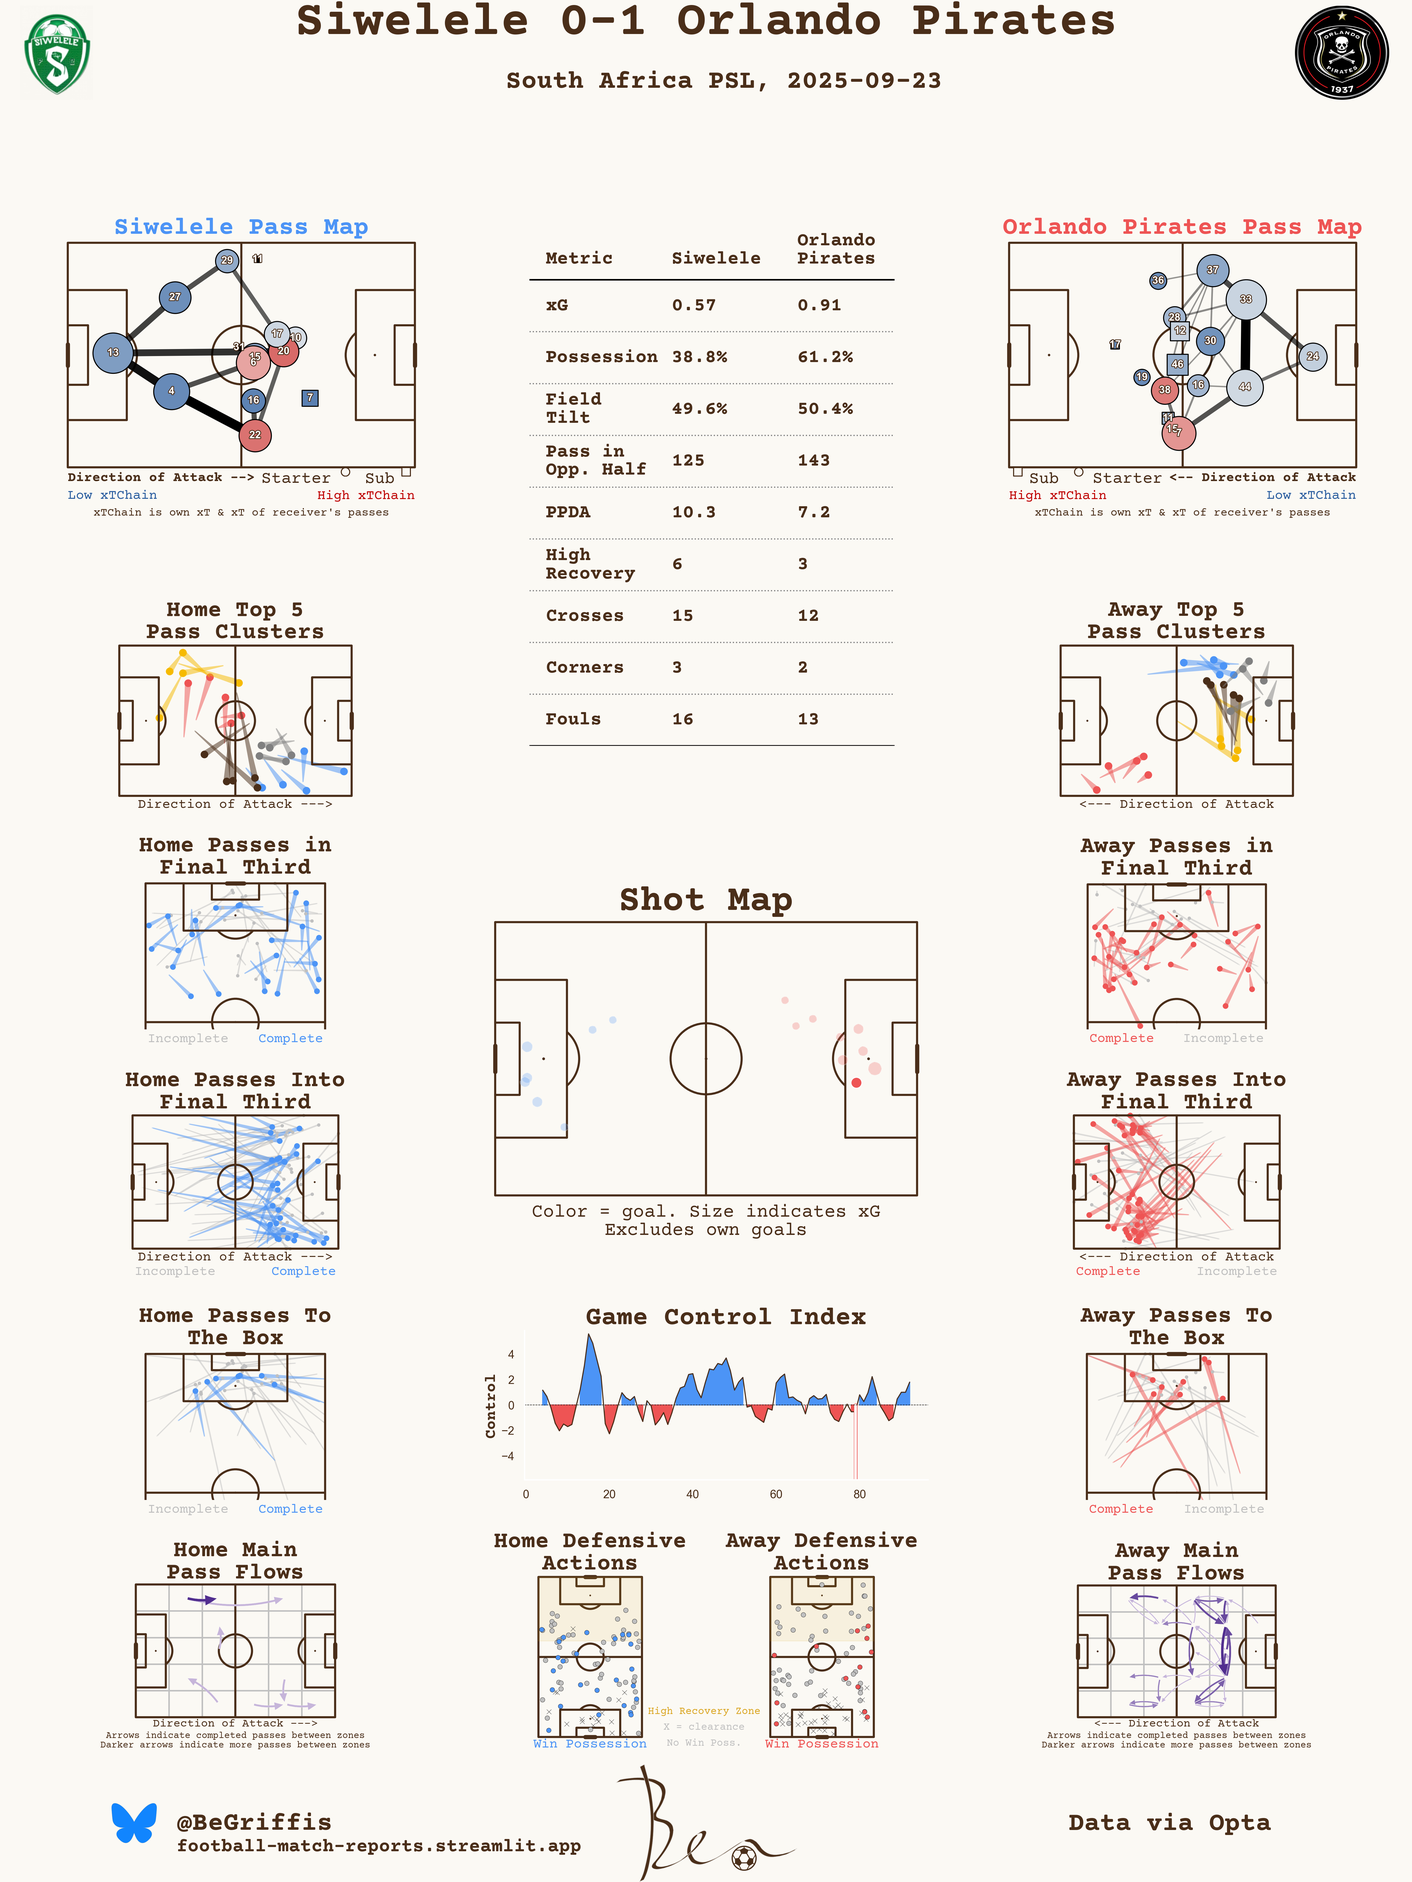 Siwelele 0-1 Orlando Pirates
South Africa PSL, 2025-09-23
SIWELELE
S
ORLANDO
PIRATES
1937
Siwelele Pass Map
29
11
27
17
10
13
31
15
20
6
4
16
7
22
Direction of Attack --> Starter Sub
Low xTChain High xTChain
xTChain is own xT & xT of receiver's passes
Metric Siwelele Orlando
Pirates
xG 0.57 0.91
Possession 38.8% 61.2%
Field
Tilt 49.6% 50.4%
Pass in
Opp. Half 125 143
PPDA 10.3 7.2
High
Recovery 6 3
Crosses 15 12
Corners 3 2
Fouls 16 13
Orlando Pirates Pass Map
37
36
33
28
12
17
30
24
46
19
38
16
44
11
15
7
Sub Starter <-- Direction of Attack
High xTChain Low xTChain
xTChain is own xT & xT of receiver's passes
Home Top 5
Pass Clusters
Direction of Attack --->
Away Top 5
Pass Clusters
<--- Direction of Attack
Home Passes in
Final Third
Incomplete Complete
Shot Map
Color = goal. Size indicates xG
Excludes own goals
Away Passes in
Final Third
Complete Incomplete
Home Passes Into
Final Third
Direction of Attack --->
Incomplete Complete
Away Passes Into
Final Third
<--- Direction of Attack
Complete Incomplete
Home Passes To
The Box
Incomplete Complete
Game Control Index
Control
4
2
0
−2
−4
0 20 40 60 80
Away Passes To
The Box
Complete Incomplete
Home Main
Pass Flows
Direction of Attack --->
Arrows indicate completed passes between zones
Darker arrows indicate more passes between zones
Home Defensive
Actions
Win Possession
High Recovery Zone
X = clearance
No Win Poss.
Away Defensive
Actions
Win Possession
Away Main
Pass Flows
<--- Direction of Attack
Arrows indicate completed passes between zones
Darker arrows indicate more passes between zones
@BeGriffis
football-match-reports.streamlit.app
Ben
Data via Opta